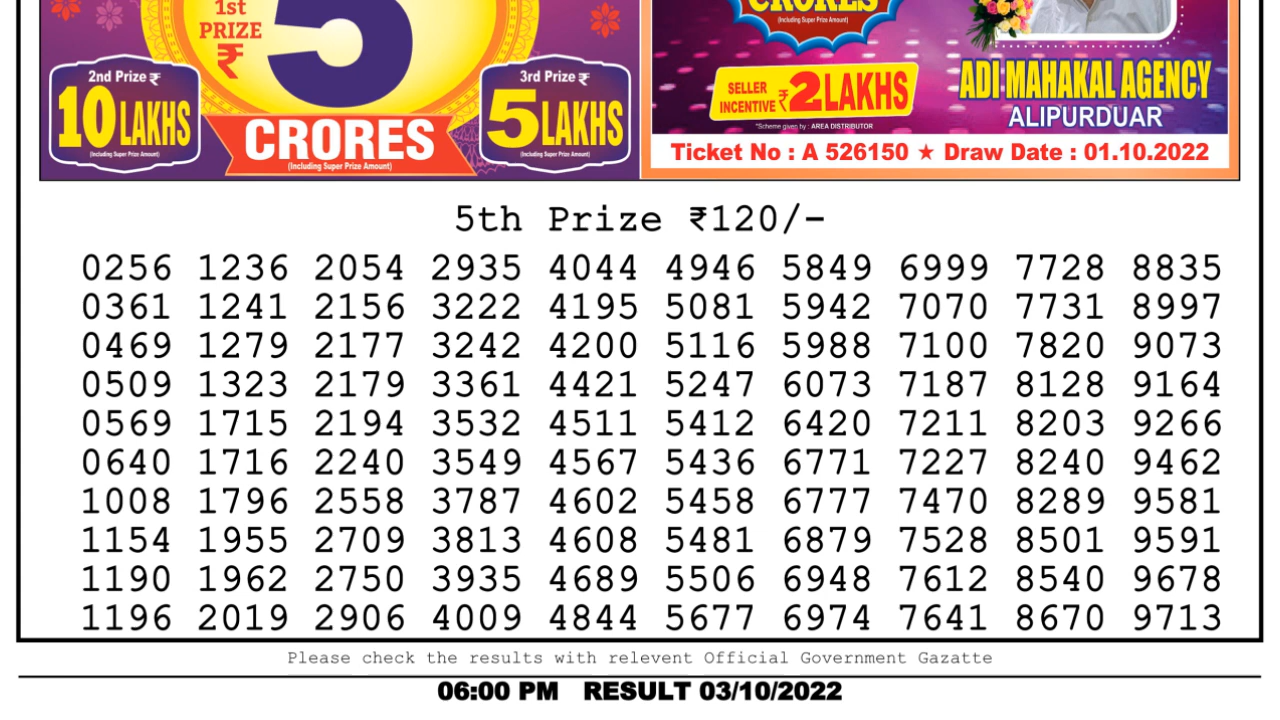 1st
PRIZE
₹
5
CRORES
(Including Super Prize Amount)
2nd Prize ₹
10 LAKHS
(Including Super Prize Amount)
3rd Prize ₹
5 LAKHS
(Including Super Prize Amount)
CRORES
(Including Super Prize Amount)
SELLER
INCENTIVE ₹ 2 LAKHS
*Scheme given by : AREA DISTRIBUTOR
ADI MAHAKAL AGENCY
ALIPURDUAR
Ticket No : A 526150 ★ Draw Date : 01.10.2022
5th Prize ₹120/-
0256 1236 2054 2935 4044 4946 5849 6999 7728 8835
0361 1241 2156 3222 4195 5081 5942 7070 7731 8997
0469 1279 2177 3242 4200 5116 5988 7100 7820 9073
0509 1323 2179 3361 4421 5247 6073 7187 8128 9164
0569 1715 2194 3532 4511 5412 6420 7211 8203 9266
0640 1716 2240 3549 4567 5436 6771 7227 8240 9462
1008 1796 2558 3787 4602 5458 6777 7470 8289 9581
1154 1955 2709 3813 4608 5481 6879 7528 8501 9591
1190 1962 2750 3935 4689 5506 6948 7612 8540 9678
1196 2019 2906 4009 4844 5677 6974 7641 8670 9713
Please check the results with relevent Official Government Gazatte
06:00 PM RESULT 03/10/2022